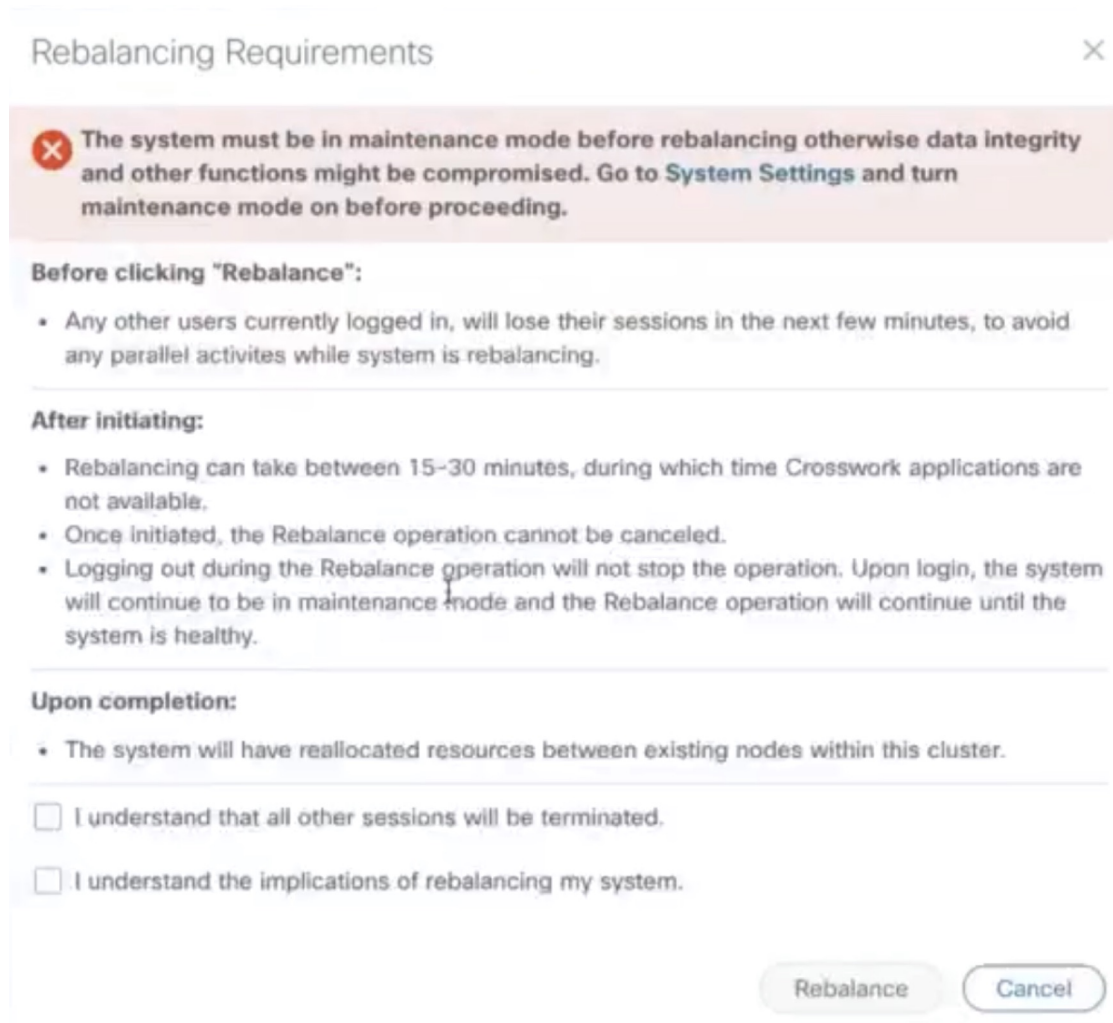 Rebalancing Requirements
The system must be in maintenance mode before rebalancing otherwise data integrity
and other functions might be compromised. Go to System Settings and turn
maintenance mode on before proceeding.
Before clicking "Rebalance":
• Any other users currently logged in, will lose their sessions in the next few minutes, to avoid
any parallel activites while system is rebalancing.
After initiating:
• Rebalancing can take between 15-30 minutes, during which time Crosswork applications are
not available.
• Once initiated, the Rebalance operation cannot be canceled.
• Logging out during the Rebalance operation will not stop the operation. Upon login, the system
will continue to be in maintenance mode and the Rebalance operation will continue until the
system is healthy.
Upon completion:
• The system will have reallocated resources between existing nodes within this cluster.
I understand that all other sessions will be terminated.
I understand the implications of rebalancing my system.
Rebalance Cancel